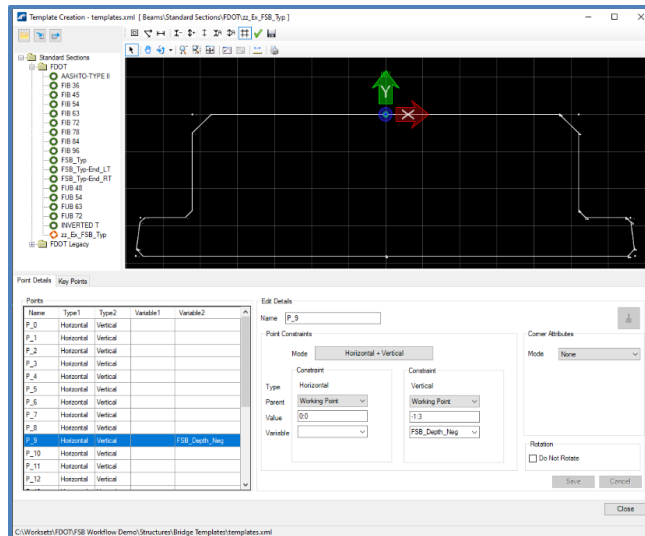 Template Creation - templates.xml [ Beams\Standard Sections\FDOT\zz_Ex_FSB_Typ ]
Standard Sections
FDOT
AASHTO-TYPE II
FIB 36
FIB 45
FIB 54
FIB 63
FIB 72
FIB 78
FIB 84
FIB 96
FSB_Typ
FSB_Typ-End_LT
FSB_Typ-End_RT
FUB 48
FUB 54
FUB 63
FUB 72
INVERTED T
zz_Ex_FSB_Typ
FDOT Legacy
Y
X
Point Details Key Points
Points
Name Type1 Type2 Variable1 Variable2
P_0 Horizontal Vertical
P_1 Horizontal Vertical
P_2 Horizontal Vertical
P_3 Horizontal Vertical
P_4 Horizontal Vertical
P_5 Horizontal Vertical
P_6 Horizontal Vertical
P_7 Horizontal Vertical
P_8 Horizontal Vertical
P_9 Horizontal Vertical FSB_Depth_Neg
P_10 Horizontal Vertical
P_11 Horizontal Vertical
P_12 Horizontal Vertical
Edit Details
Name P_9
Point Constraints
Mode Horizontal + Vertical
Constraint Constraint
Type Horizontal Vertical
Parent Working Point Working Point
Value 0:0 -1:3
Variable FSB_Depth_Neg
Corner Attributes
Mode None
Rotation
Do Not Rotate
Save Cancel
Close
C:\Worksets\FDOT\FSB Workflow Demo\Structures\Bridge Templates\templates.xml